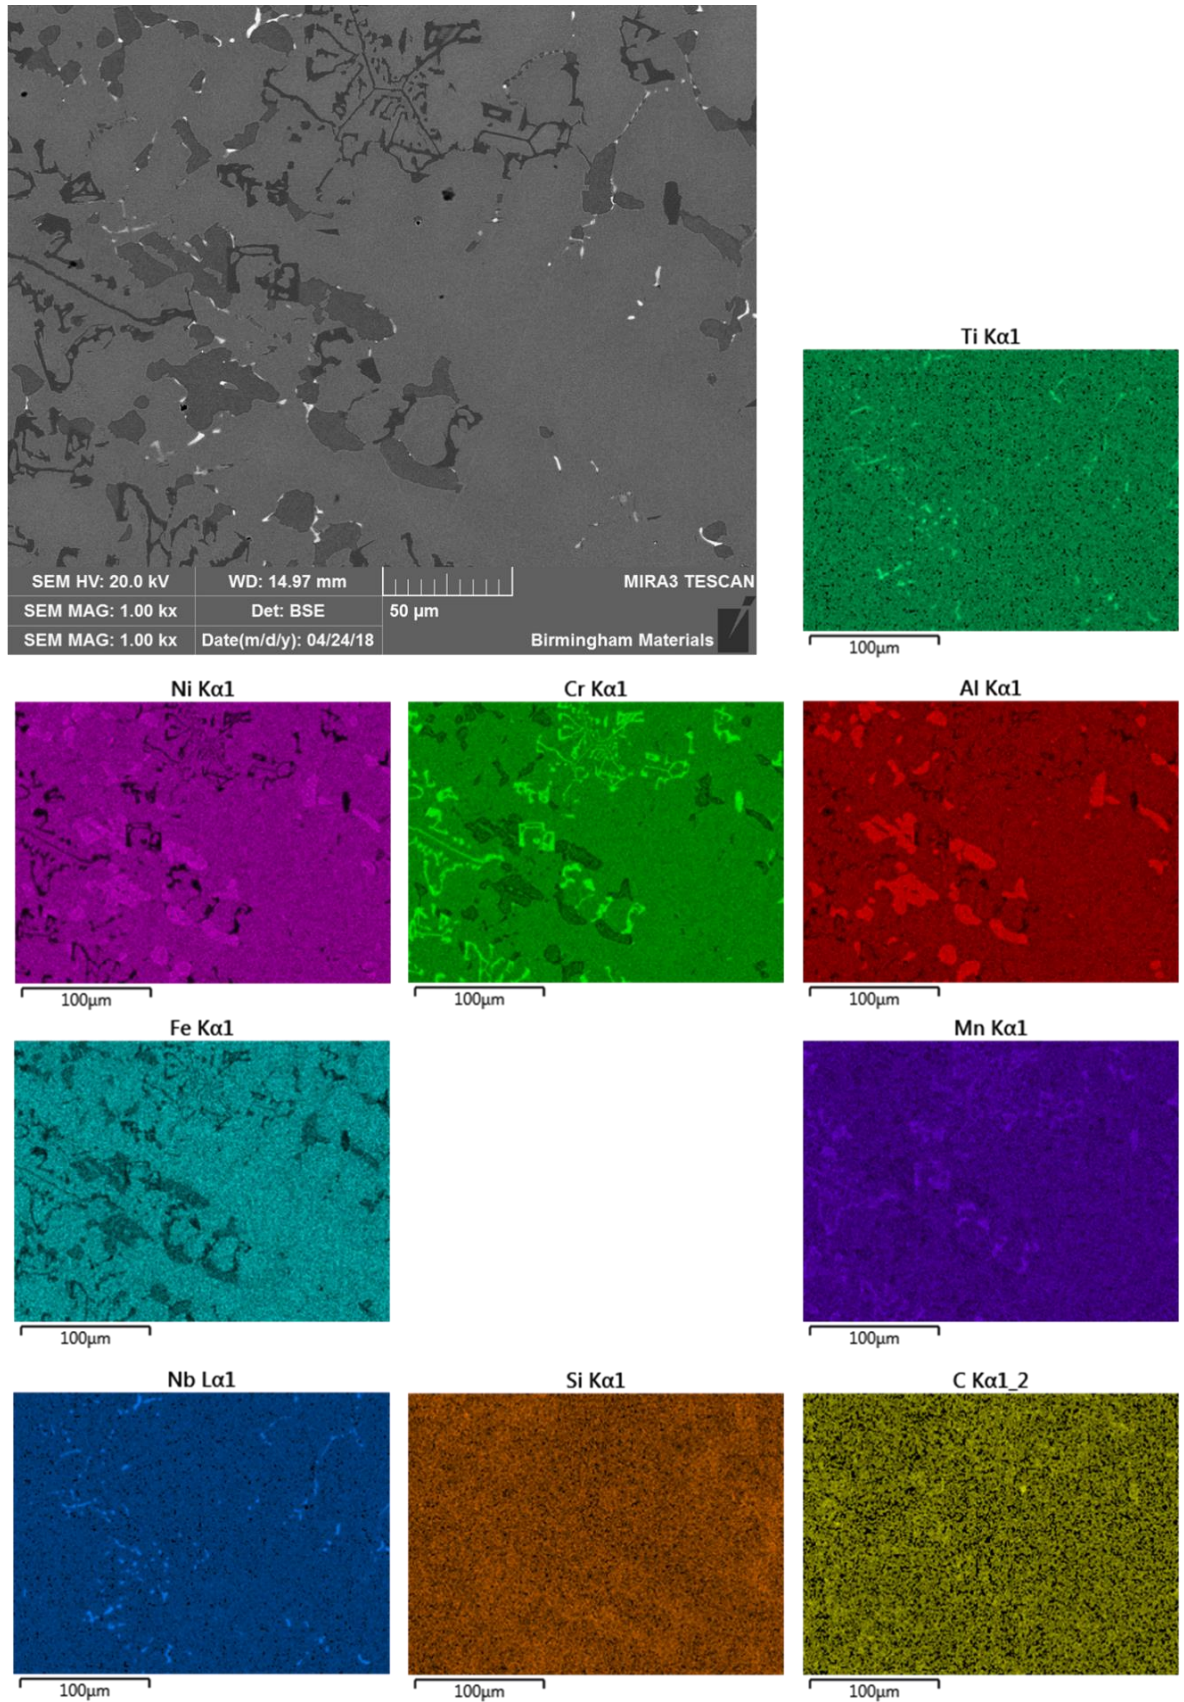 SEM HV: 20.0 kV WD: 14.97 mm MIRA3 TESCAN
SEM MAG: 1.00 kx Det: BSE 50 µm
SEM MAG: 1.00 kx Date(m/d/y): 04/24/18 Birmingham Materials
Ti Kα1
100µm
Ni Kα1 Cr Kα1 Al Kα1
100µm 100µm 100µm
Fe Kα1 Mn Kα1
100µm 100µm
Nb Lα1 Si Kα1 C Kα1_2
100µm 100µm 100µm